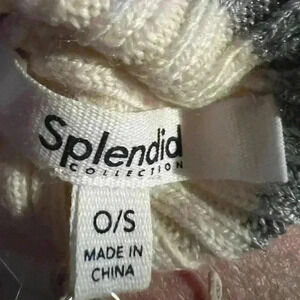 Splendid
COLLECTION
O/S
MADE IN
CHINA